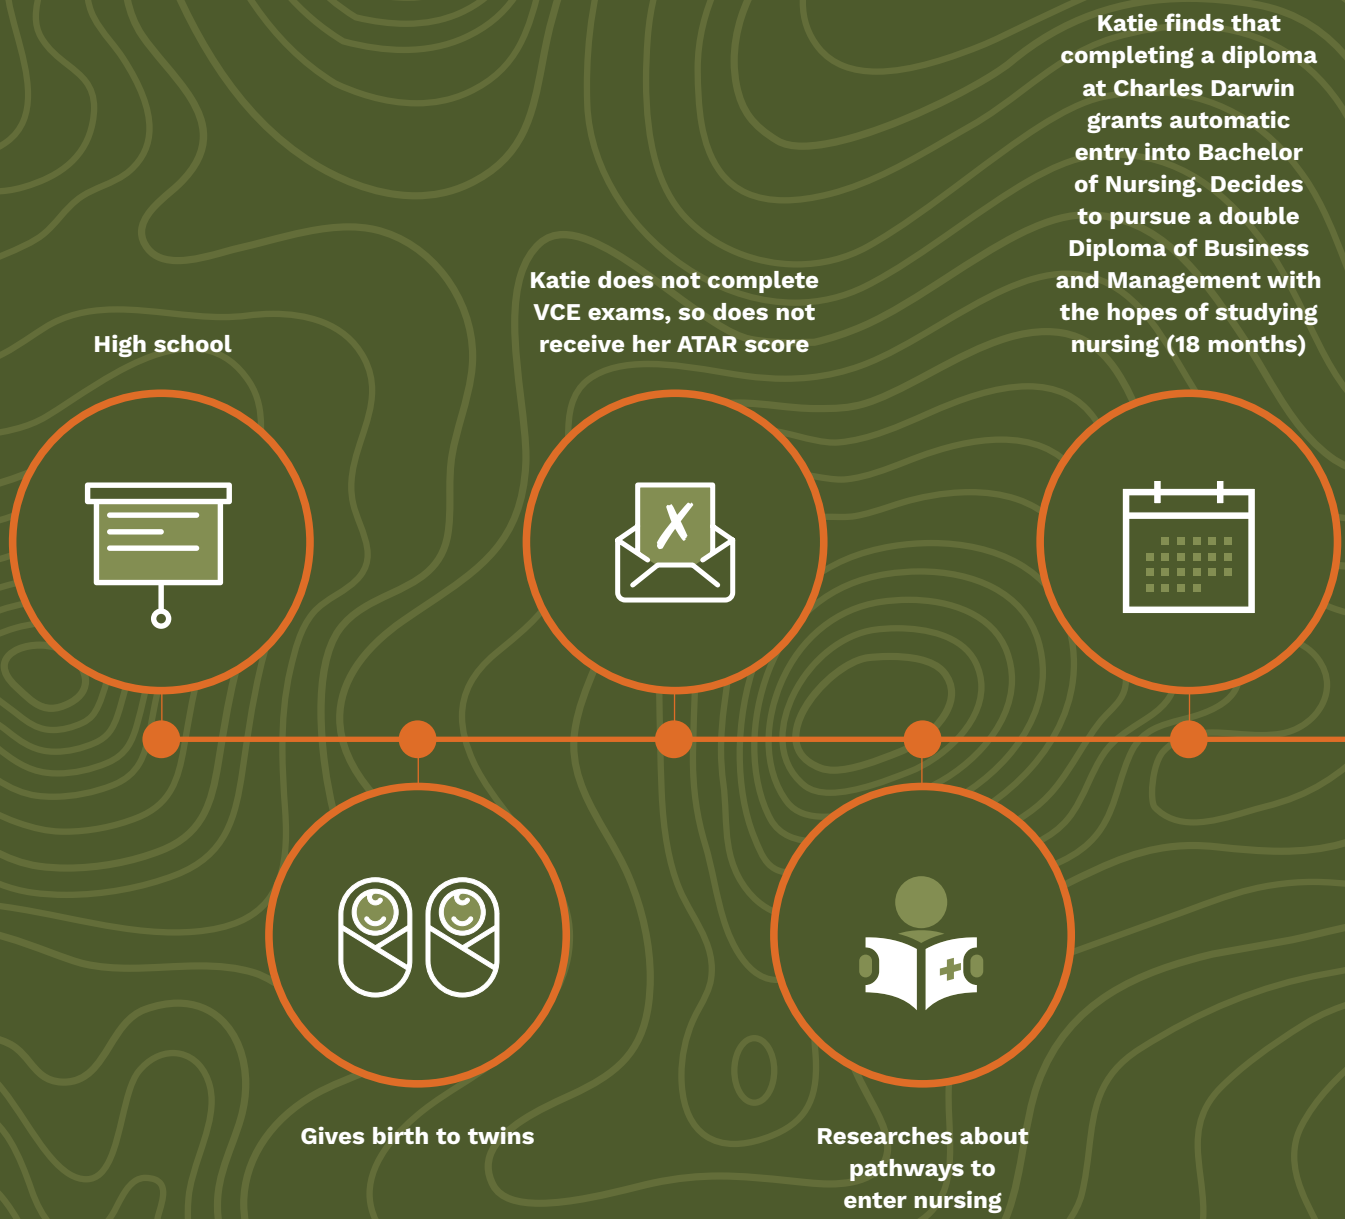 High school
Gives birth to twins
Katie does not complete
VCE exams, so does not
receive her ATAR score
Researches about
pathways to
enter nursing
Katie finds that
completing a diploma
at Charles Darwin
grants automatic
entry into Bachelor
of Nursing. Decides
to pursue a double
Diploma of Business
and Management with
the hopes of studying
nursing (18 months)